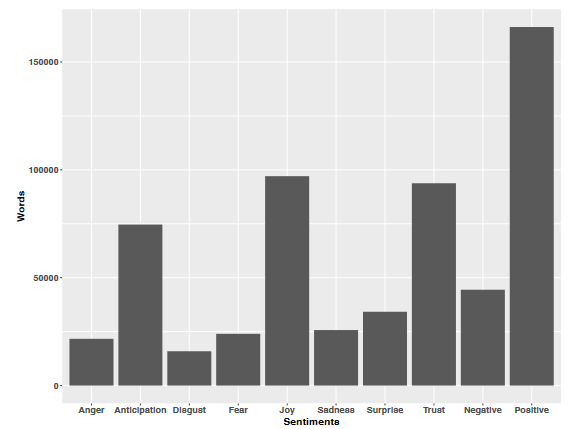 150000
100000
50000
0
Words
Anger Anticipation Disgust Fear Joy Sadness Surprise Trust Negative Positive
Sentiments